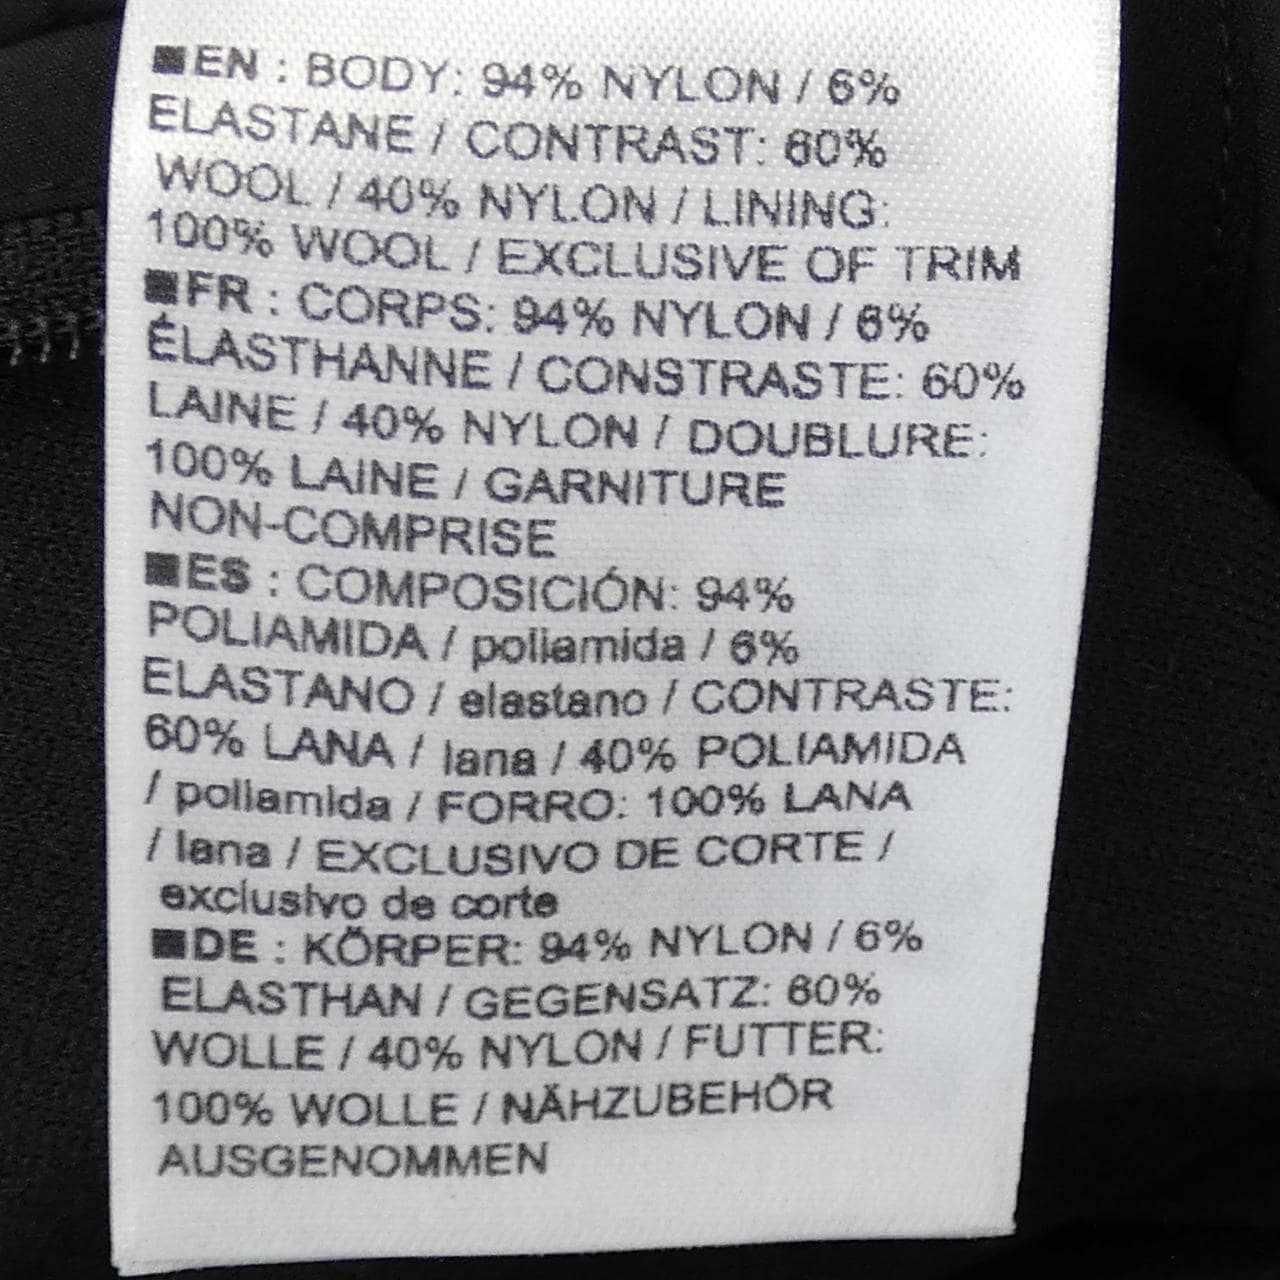 ■EN : BODY: 94% NYLON / 6%
ELASTANE / CONTRAST: 60%
WOOL / 40% NYLON / LINING:
100% WOOL / EXCLUSIVE OF TRIM
■FR : CORPS: 94% NYLON / 6%
ÉLASTHANNE / CONSTRASTE: 60%
LAINE / 40% NYLON / DOUBLURE:
100% LAINE / GARNITURE
NON-COMPRISE
■ES : COMPOSICIÓN: 94%
POLIAMIDA / poliamida / 6%
ELASTANO / elastano / CONTRASTE:
60% LANA / lana / 40% POLIAMIDA
/ poliamida / FORRO: 100% LANA
/ lana / EXCLUSIVO DE CORTE /
exclusivo de corte
■DE : KÖRPER: 94% NYLON / 6%
ELASTHAN / GEGENSATZ: 60%
WOLLE / 40% NYLON / FUTTER:
100% WOLLE / NÄHZUBEHÖR
AUSGENOMMEN